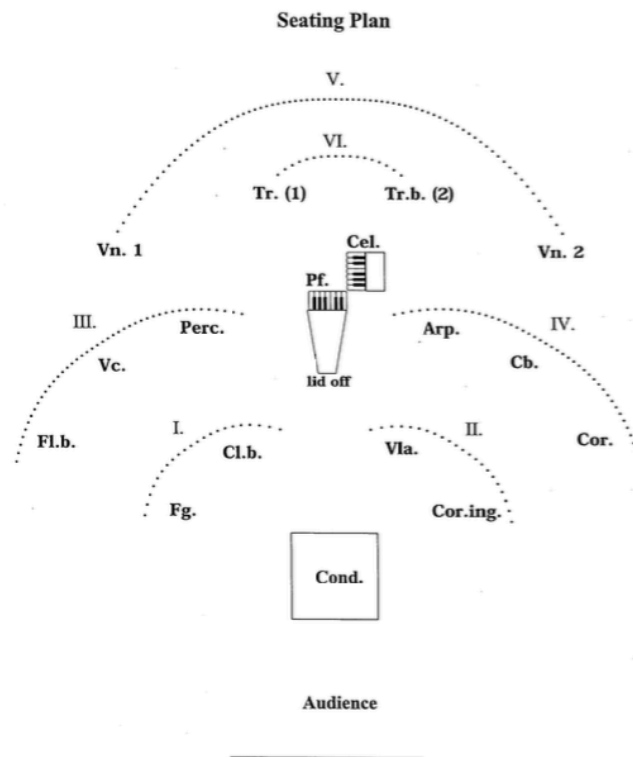 Seating Plan
V.
VI.
Tr. (1) Tr.b. (2)
Vn. 1 Cel. Vn. 2
Pf.
III. Perc. Arp. IV.
Vc. Cb.
lid off
Fl.b. I. Cl.b. Vla. II. Cor.
Fg. Cor.ing.
Cond.
Audience